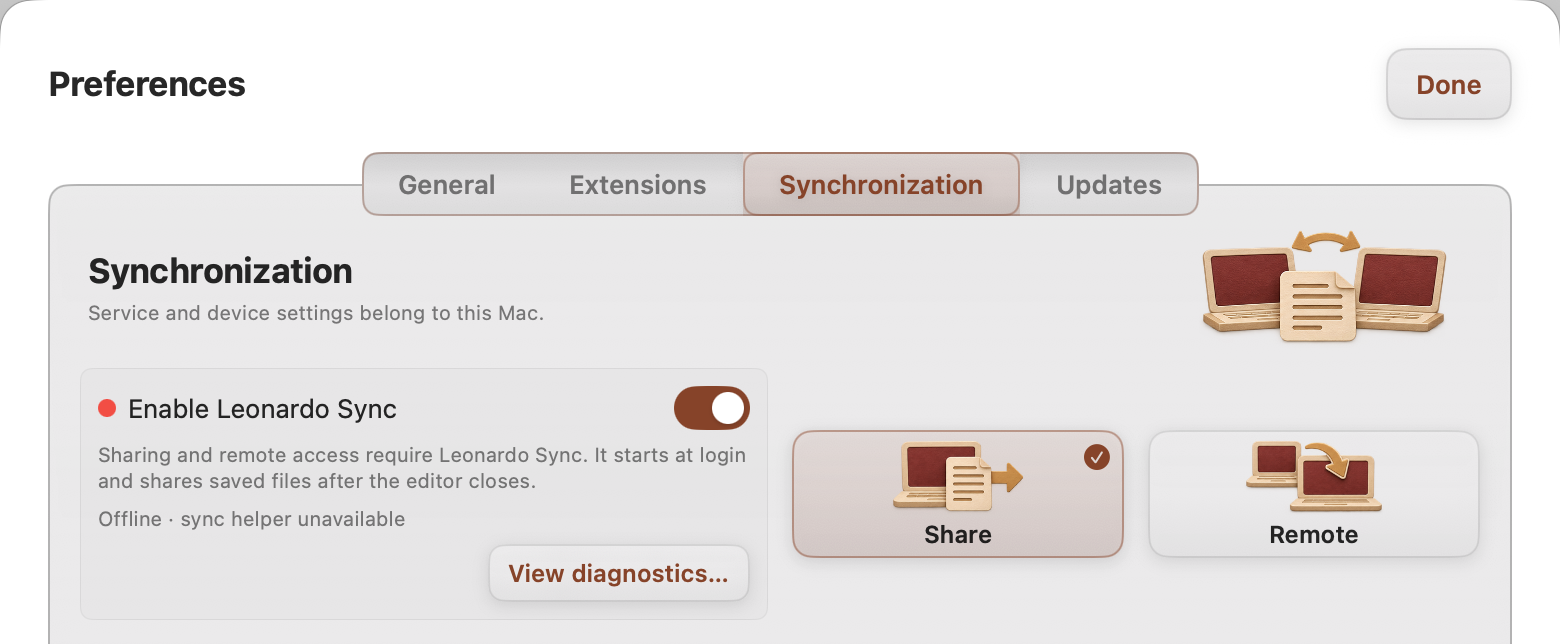 Preferences
Done
General
Extensions
Synchronization
Updates
Synchronization
Service and device settings belong to this Mac.
Enable Leonardo Sync
Sharing and remote access require Leonardo Sync. It starts at login
and shares saved files after the editor closes.
Offline · sync helper unavailable
View diagnostics...
Share
Remote